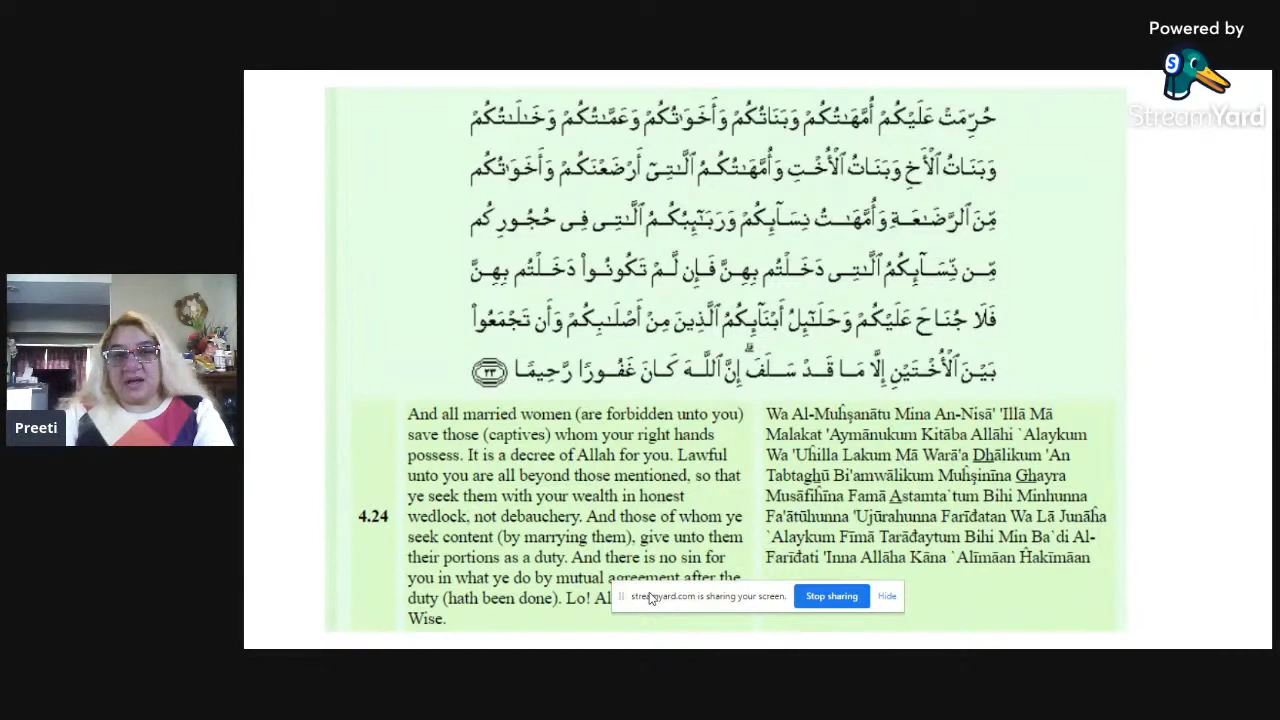 Powered by
StreamYard
حُرِّمَتْ عَلَيْكُمْ أُمَّهَٰتُكُمْ وَبَنَاتُكُمْ وَأَخَوَٰتُكُمْ وَعَمَّٰتُكُمْ وَخَٰلَٰتُكُمْ
وَبَنَاتُ ٱلْأَخِ وَبَنَاتُ ٱلْأُخْتِ وَأُمَّهَٰتُكُمُ ٱلَّٰتِىٓ أَرْضَعْنَكُمْ وَأَخَوَٰتُكُم
مِّنَ ٱلرَّضَٰعَةِ وَأُمَّهَٰتُ نِسَآئِكُمْ وَرَبَٰٓئِبُكُمُ ٱلَّٰتِى فِى حُجُورِكُم
مِّن نِّسَآئِكُمُ ٱلَّٰتِى دَخَلْتُم بِهِنَّ فَإِن لَّمْ تَكُونُوا۟ دَخَلْتُم بِهِنَّ
فَلَا جُنَاحَ عَلَيْكُمْ وَحَلَٰٓئِلُ أَبْنَآئِكُمُ ٱلَّذِينَ مِنْ أَصْلَٰبِكُمْ وَأَن تَجْمَعُوا۟
بَيْنَ ٱلْأُخْتَيْنِ إِلَّا مَا قَدْ سَلَفَ ۗ إِنَّ ٱللَّهَ كَانَ غَفُورًا رَّحِيمًا ٢٣
4.24
And all married women (are forbidden unto you)
save those (captives) whom your right hands
possess. It is a decree of Allah for you. Lawful
unto you are all beyond those mentioned, so that
ye seek them with your wealth in honest
wedlock, not debauchery. And those of whom ye
seek content (by marrying them), give unto them
their portions as a duty. And there is no sin for
you in what ye do by mutual agreement after the
duty (hath been done). Lo! Al
Wise.
Wa Al-Muĥşanātu Mina An-Nisā' 'Illā Mā
Malakat 'Aymānukum Kitāba Allāhi `Alaykum
Wa 'Uĥilla Lakum Mā Warā'a Dhālikum 'An
Tabtaghū Bi'amwālikum Muĥşinīna Ghayra
Musāfiĥīna Famā Astamta`tum Bihi Minhunna
Fa'ātūhunna 'Ujūrahunna Farīđatan Wa Lā Junāĥa
`Alaykum Fīmā Tarāđaytum Bihi Min Ba`di Al-
Farīđati 'Inna Allāha Kāna `Alīmāan Ĥakīmāan
streamyard.com is sharing your screen.
Stop sharing
Hide
Preeti